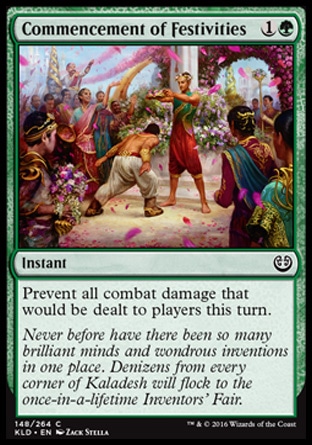 Commencement of Festivities 1
Instant
Prevent all combat damage that
would be dealt to players this turn.
Never before have there been so many
brilliant minds and wondrous inventions
in one place. Denizens from every
corner of Kaladesh will flock to the
once-in-a-lifetime Inventors' Fair.
148/264 C
KLD • EN Zack Stella
™ & © 2016 Wizards of the Coast